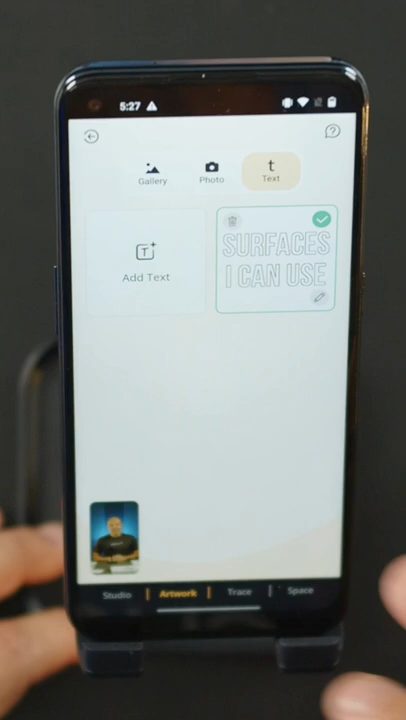 5:27
Gallery
Photo
t
Text
T
Add Text
SURFACES
I CAN USE
Studio
Artwork
Trace
Space